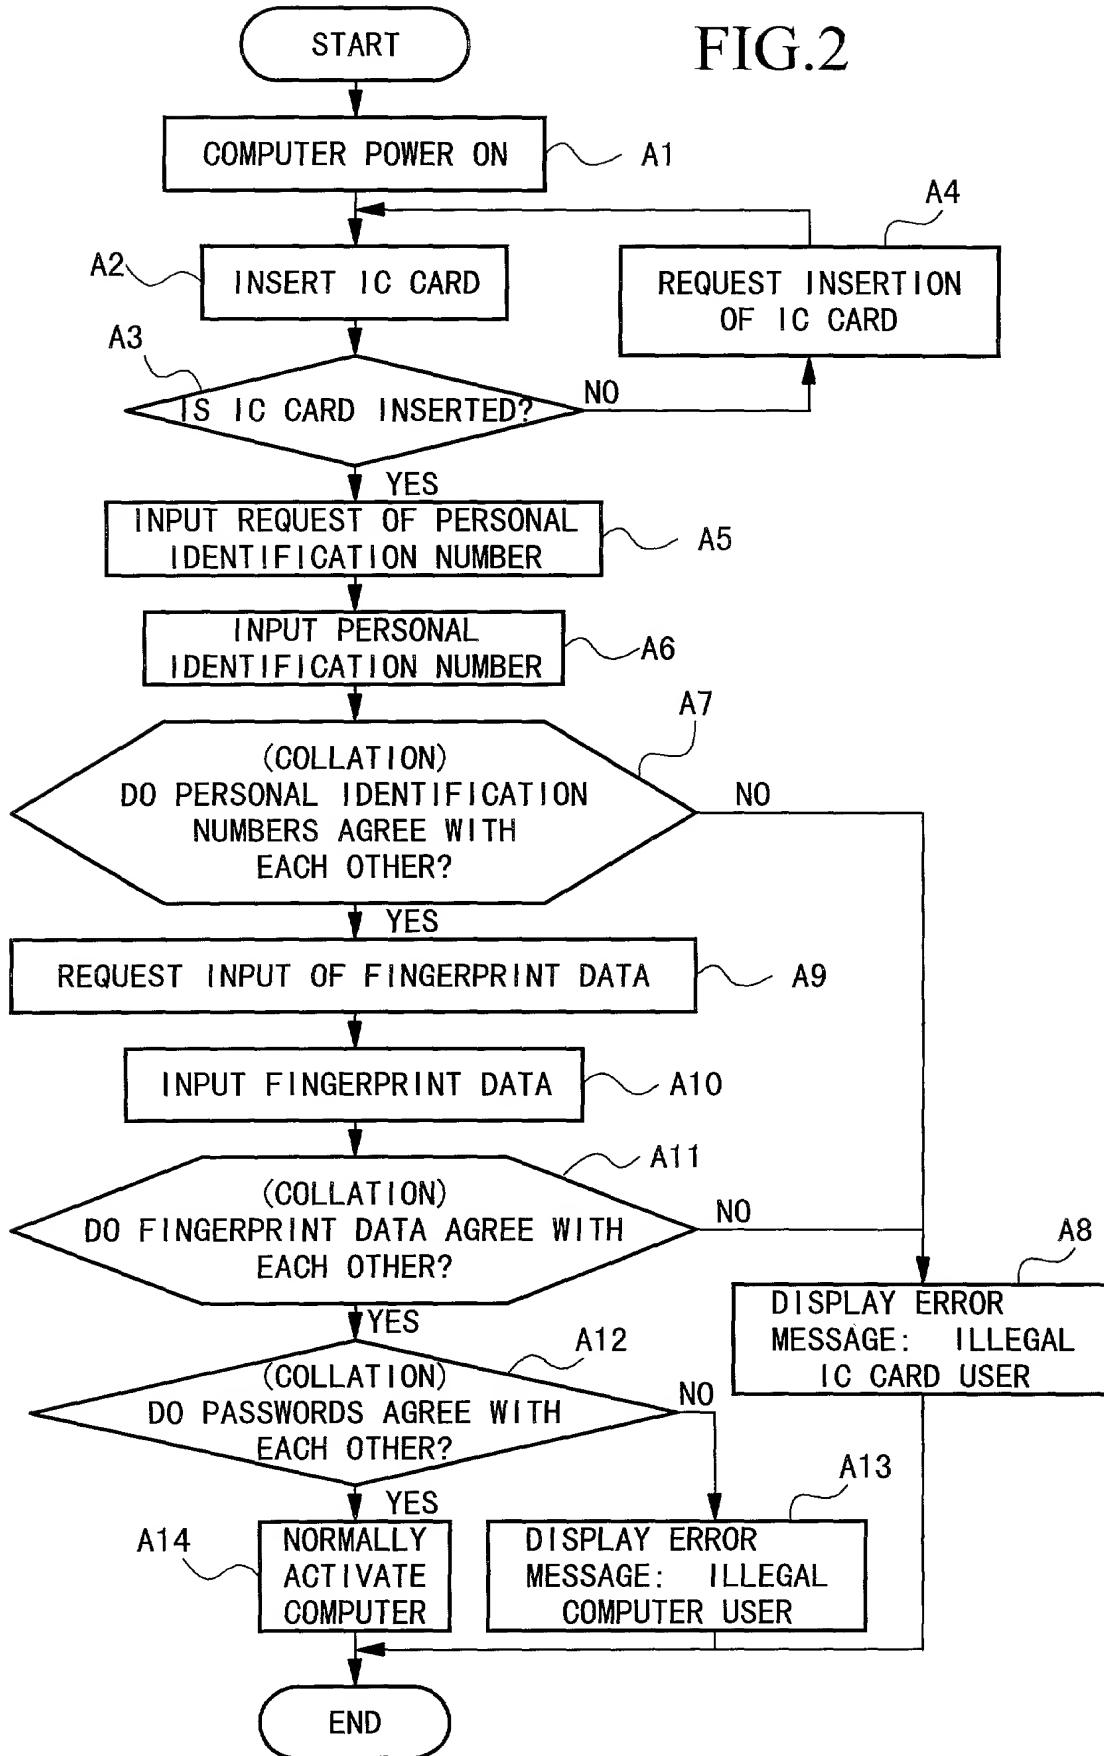 START
FIG.2
COMPUTER POWER ON
A1
A4
A2
INSERT IC CARD
REQUEST INSERTION
OF IC CARD
A3
IS IC CARD INSERTED?
NO
YES
INPUT REQUEST OF PERSONAL
IDENTIFICATION NUMBER
A5
INPUT PERSONAL
IDENTIFICATION NUMBER
A6
A7
(COLLATION)
DO PERSONAL IDENTIFICATION
NUMBERS AGREE WITH
EACH OTHER?
NO
YES
REQUEST INPUT OF FINGERPRINT DATA
A9
INPUT FINGERPRINT DATA
A10
A11
(COLLATION)
DO FINGERPRINT DATA AGREE WITH
EACH OTHER?
NO
A8
DISPLAY ERROR
MESSAGE: ILLEGAL
IC CARD USER
YES
A12
(COLLATION)
DO PASSWORDS AGREE WITH
EACH OTHER?
NO
A13
YES
A14
NORMALLY
ACTIVATE
COMPUTER
DISPLAY ERROR
MESSAGE: ILLEGAL
COMPUTER USER
END